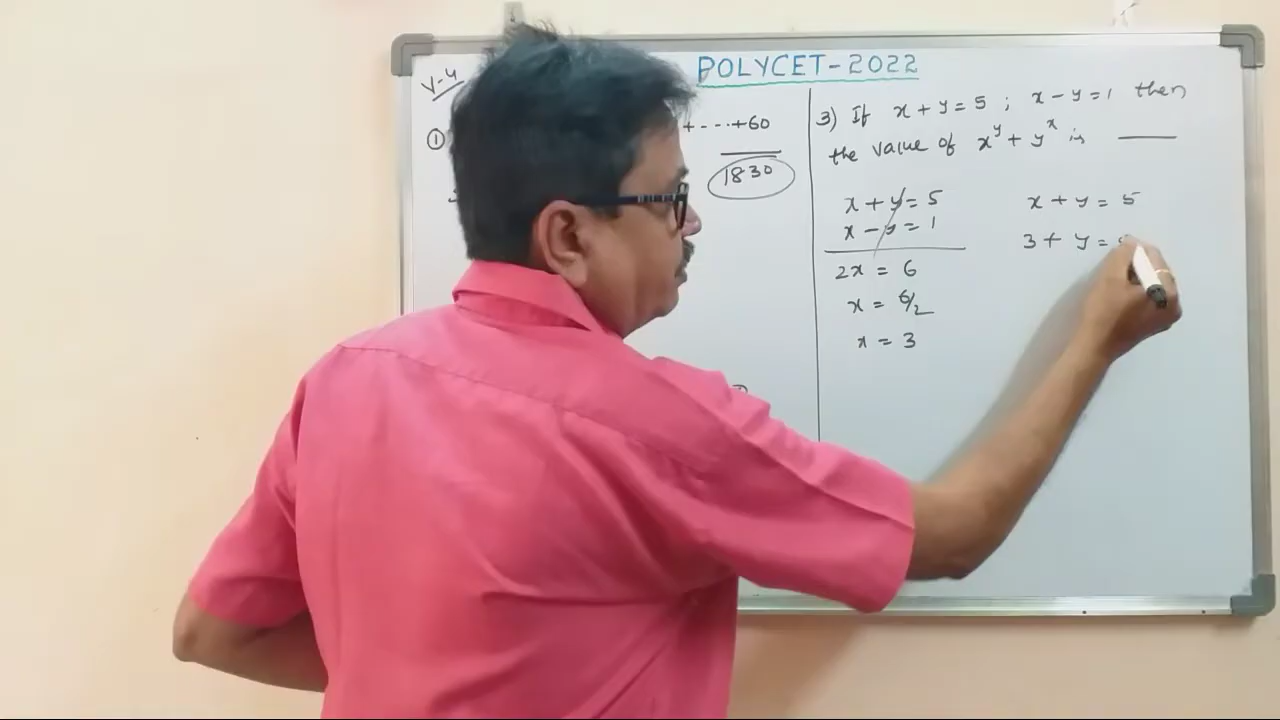 POLYCET-2022
V-4
①
+ - - - + 60
1830
3) If x + y = 5 ; x - y = 1 then
the value of x^y + y^x is ____
x + y = 5
x - y = 1
2x = 6
x = 6/2
x = 3
x + y = 5
3 + y =